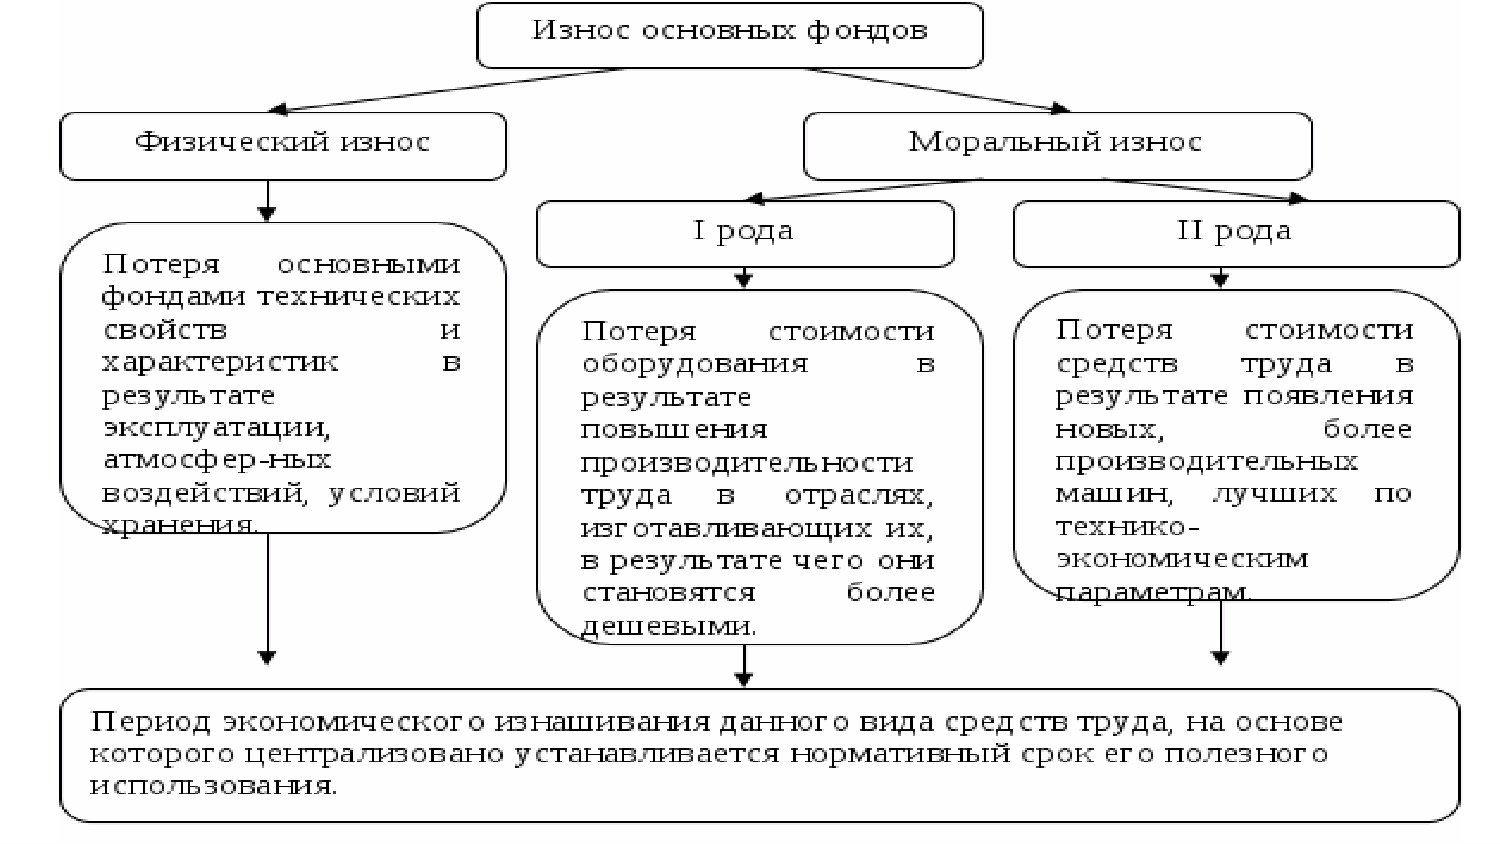 Износ основных фондов
Физический износ
Моральный износ
I рода
II рода
Потеря основными
фондами технических
свойств и
характеристик в
результате
эксплуатации,
атмосфер-ных
воздействий, условий
хранения.
Потеря стоимости
оборудования в
результате
повышения
производительности
труда в отраслях,
изготавливающих их,
в результате чего они
становятся более
дешевыми.
Потеря стоимости
средств труда в
результате появления
новых, более
производительных
машин, лучших по
технико-
экономическим
параметрам.
Период экономического изнашивания данного вида средств труда, на основе
которого централизовано устанавливается нормативный срок его полезного
использования.